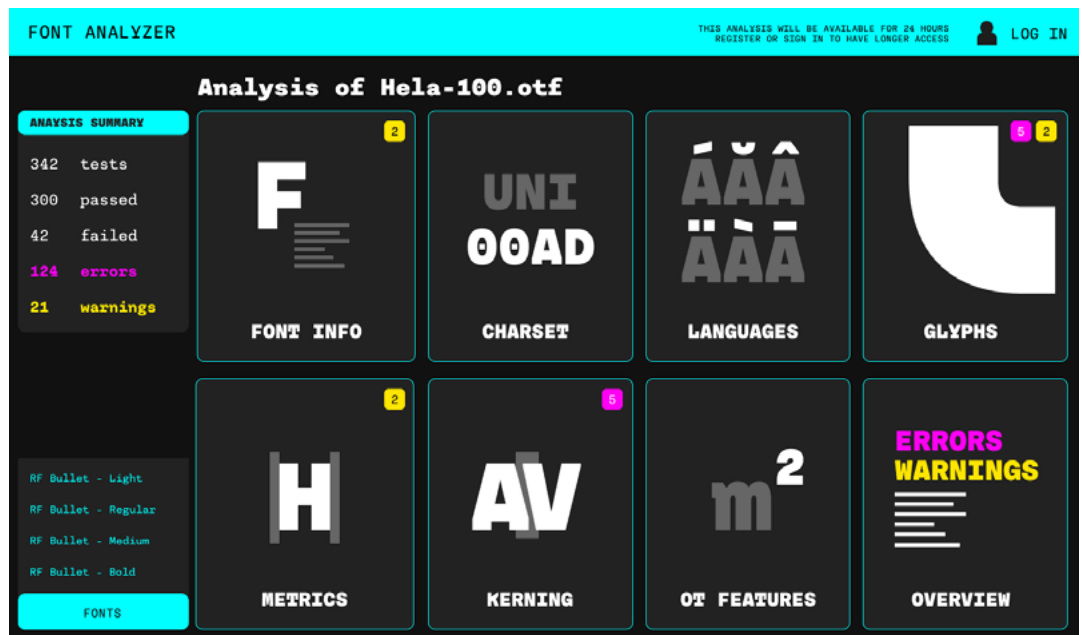 FONT ANALYZER
THIS ANALYSIS WILL BE AVAILABLE FOR 24 HOURS
REGISTER OR SIGN IN TO HAVE LONGER ACCESS
LOG IN
Analysis of Hela-100.otf
ANAYSIS SUMMARY
342 tests
300 passed
42 failed
124 errors
21 warnings
2
F
FONT INFO
UNI
00AD
CHARSET
ÁĂÂ
ÄÀĀ
LANGUAGES
5 2
GLYPHS
2
H
METRICS
5
AV
KERNING
m²
OT FEATURES
ERRORS
WARNINGS
OVERVIEW
RF Bullet - Light
RF Bullet - Regular
RF Bullet - Medium
RF Bullet - Bold
FONTS